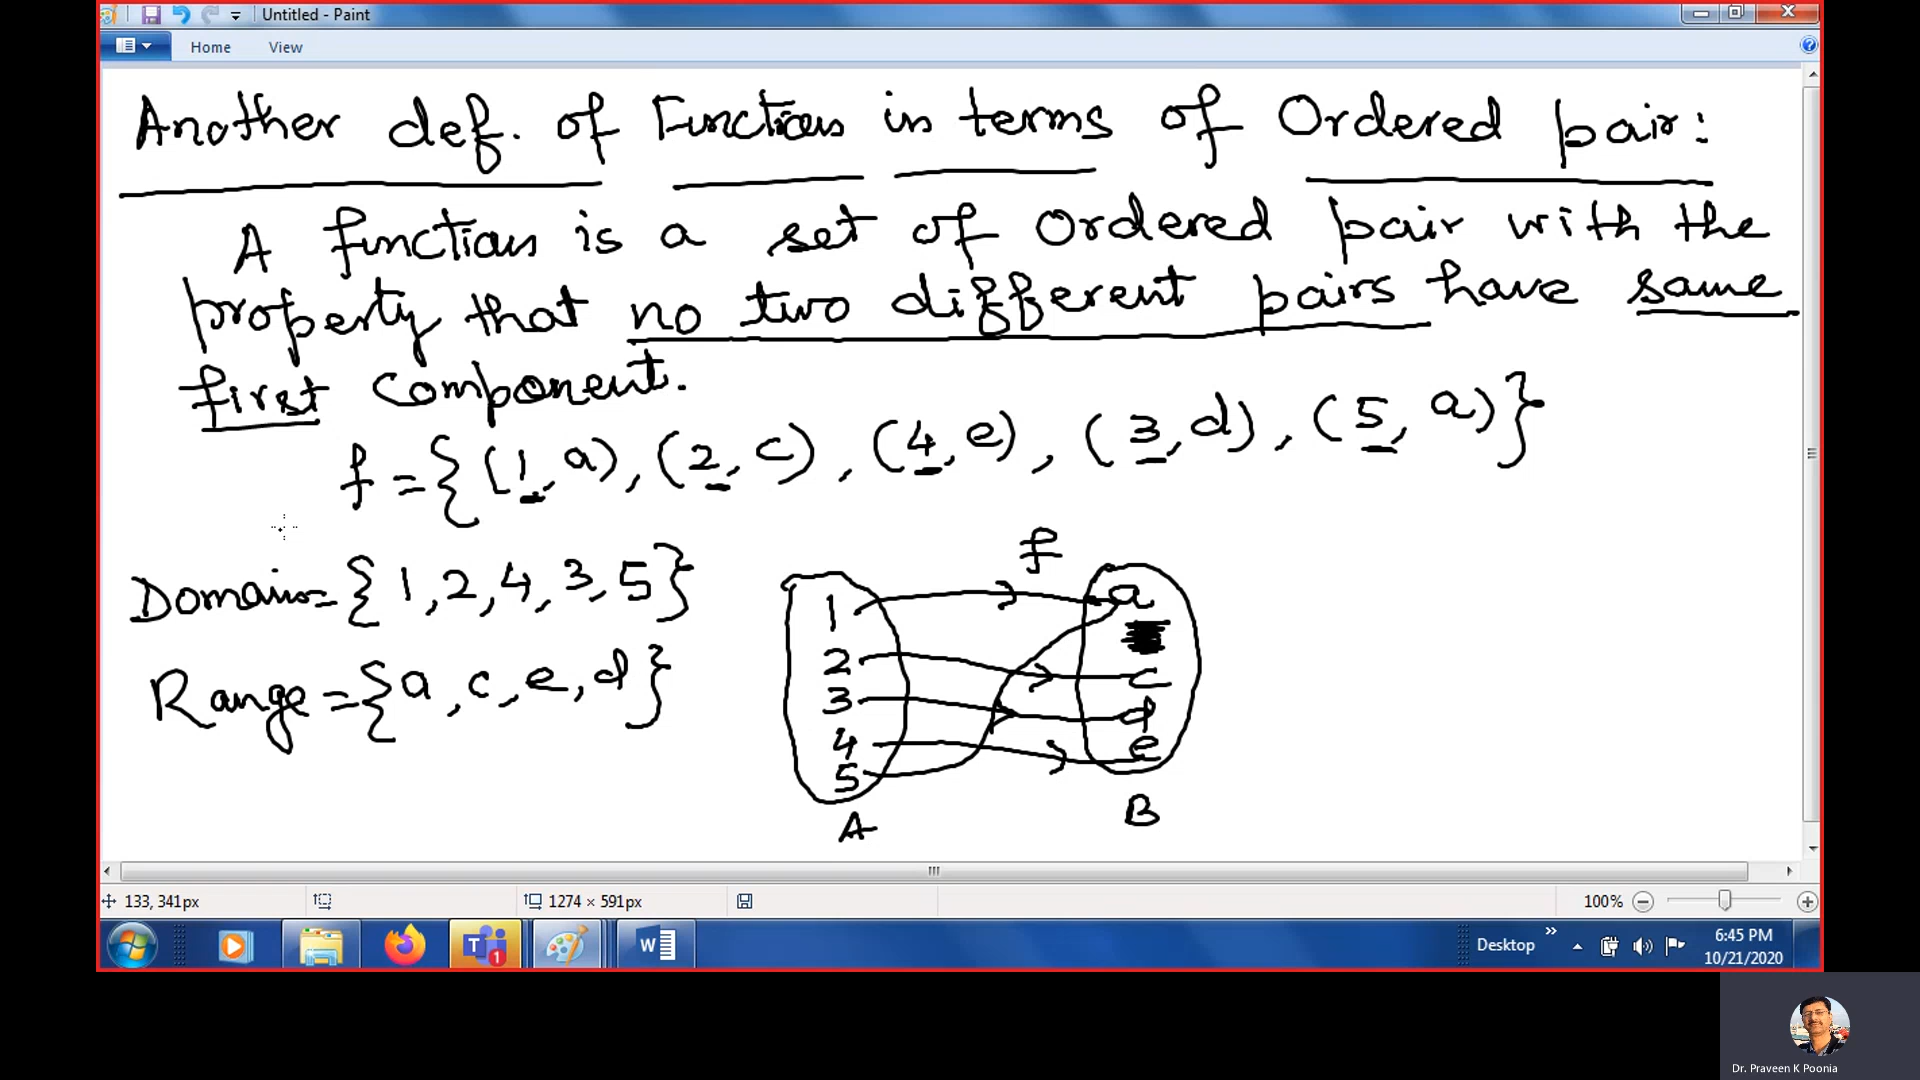 Untitled - Paint
Home View
Another def. of Function in terms of Ordered pair:
A function is a set of ordered pair with the
property that no two different pairs have same
first component.
f = {(1, a), (2, c), (4, e), (3, d), (5, a)}
Domain = {1, 2, 4, 3, 5}
Range = {a, c, e, d}
f
1 a
2 c
3 d
4 e
5
A B
133, 341px 1274 × 591px 100%
Desktop 6:45 PM
10/21/2020
Dr. Praveen K Poonia